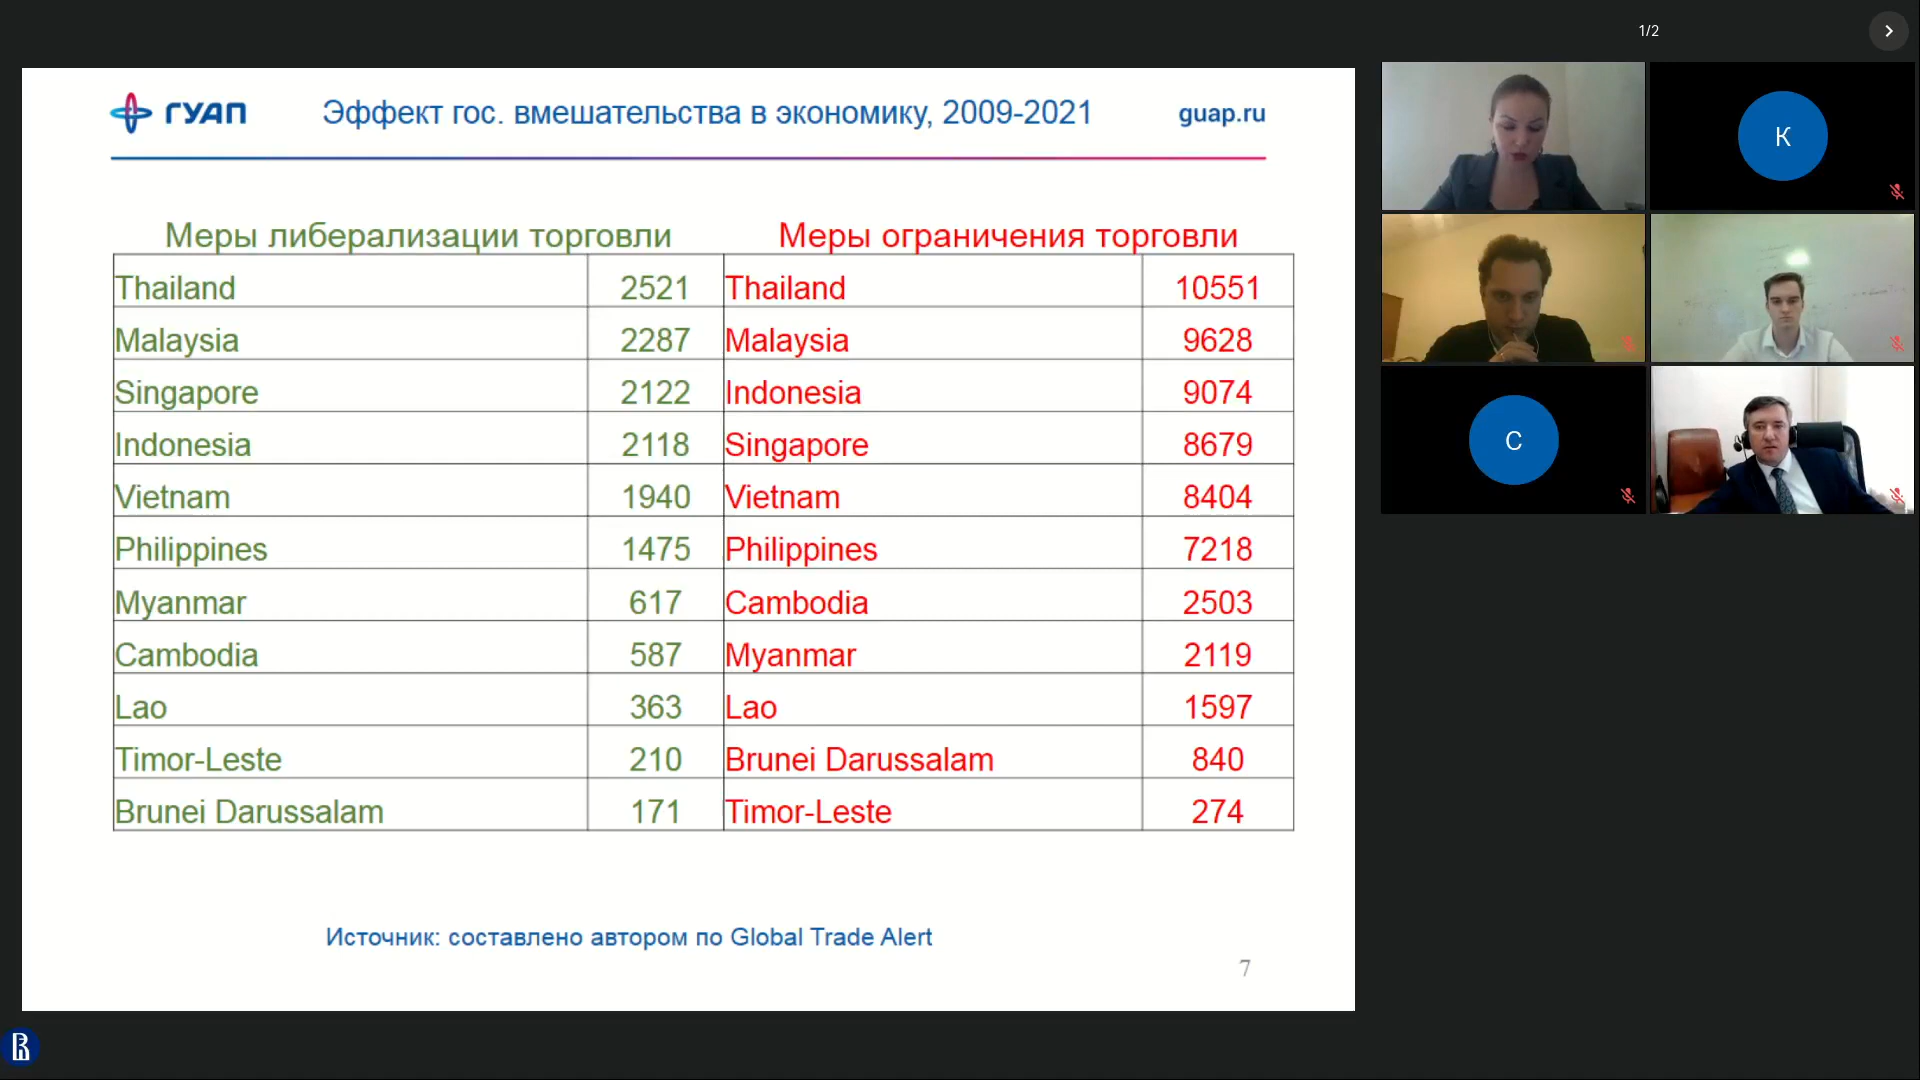 1/2
ГУАП
Эффект гос. вмешательства в экономику, 2009-2021
guap.ru
Меры либерализации торговли Меры ограничения торговли
Thailand 2521 Thailand 10551
Malaysia 2287 Malaysia 9628
Singapore 2122 Indonesia 9074
Indonesia 2118 Singapore 8679
Vietnam 1940 Vietnam 8404
Philippines 1475 Philippines 7218
Myanmar 617 Cambodia 2503
Cambodia 587 Myanmar 2119
Lao 363 Lao 1597
Timor-Leste 210 Brunei Darussalam 840
Brunei Darussalam 171 Timor-Leste 274
Источник: составлено автором по Global Trade Alert
7
К
С